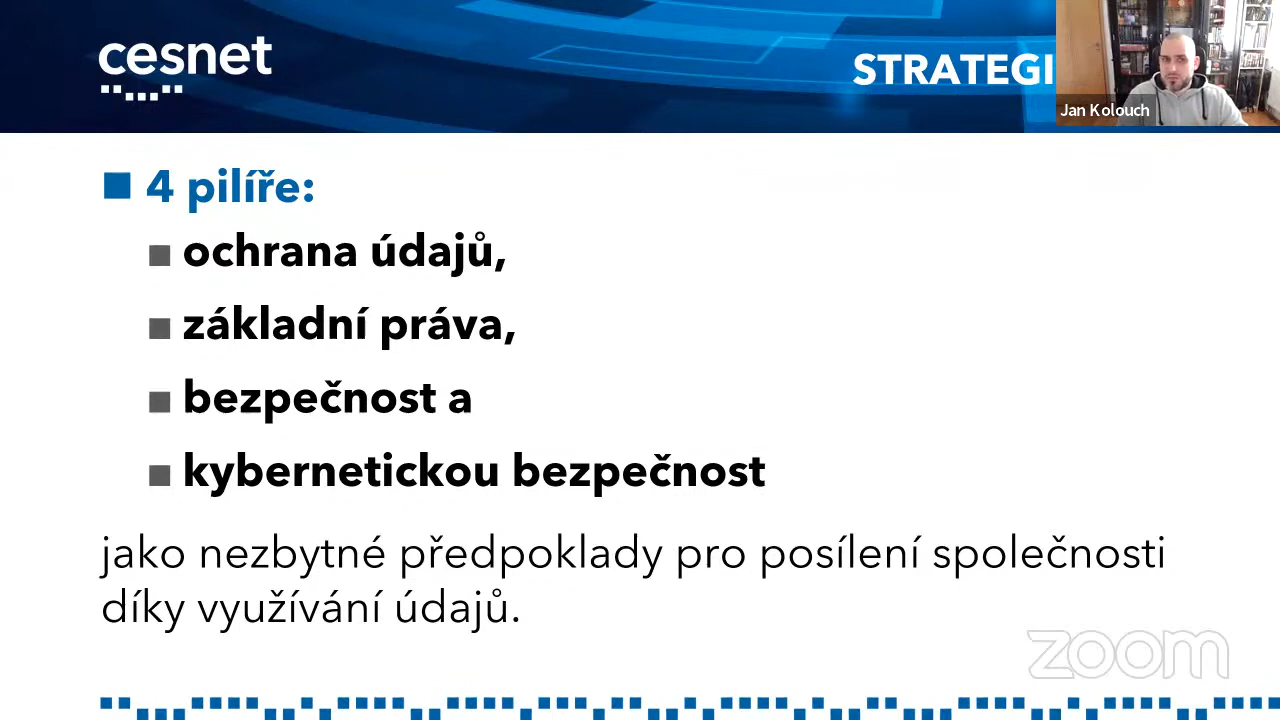 cesnet
STRATEGI
Jan Kolouch
4 pilíře:
ochrana údajů,
základní práva,
bezpečnost a
kybernetickou bezpečnost
jako nezbytné předpoklady pro posílení společnosti
díky využívání údajů.
zoom